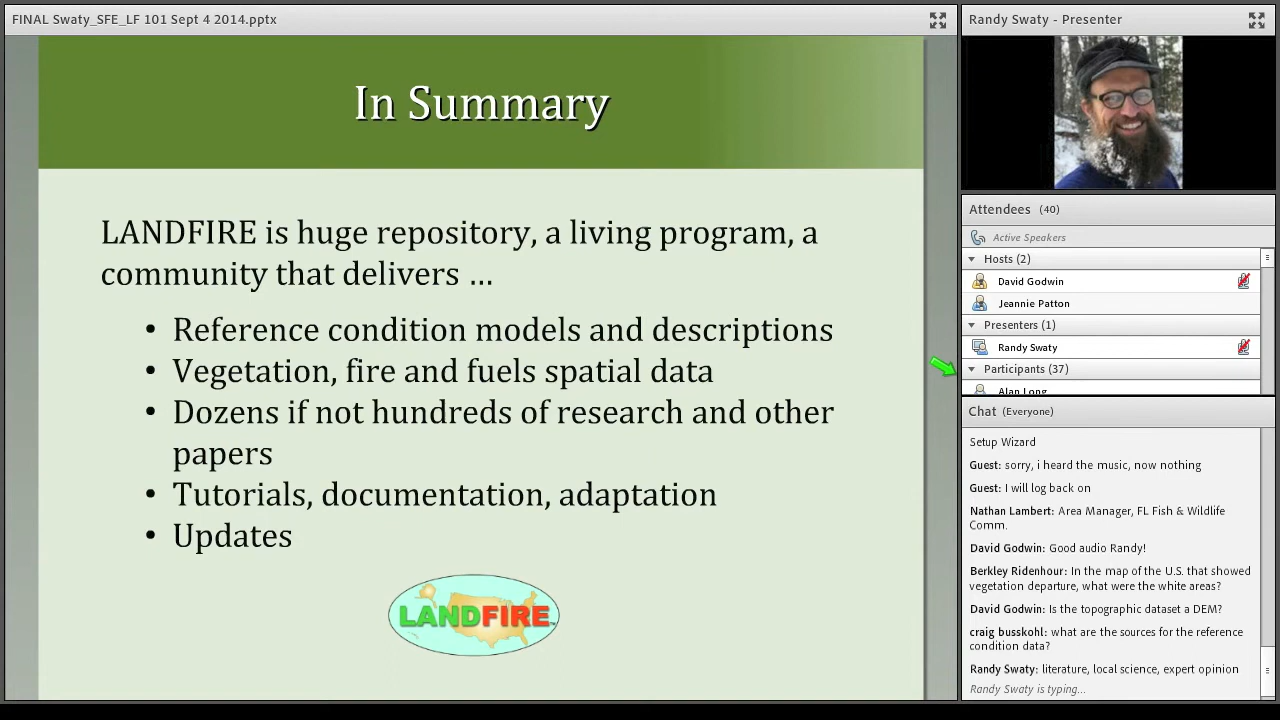 FINAL Swaty_SFE_LF 101 Sept 4 2014.pptx
In Summary
LANDFIRE is huge repository, a living program, a
community that delivers ...
• Reference condition models and descriptions
• Vegetation, fire and fuels spatial data
• Dozens if not hundreds of research and other
papers
• Tutorials, documentation, adaptation
• Updates
LANDFIRE
Randy Swaty - Presenter
Attendees (40)
Active Speakers
Hosts (2)
David Godwin
Jeannie Patton
Presenters (1)
Randy Swaty
Participants (37)
Alan Long
Chat (Everyone)
Setup Wizard
Guest: sorry, i heard the music, now nothing
Guest: I will log back on
Nathan Lambert: Area Manager, FL Fish & Wildlife
Comm.
David Godwin: Good audio Randy!
Berkley Ridenhour: In the map of the U.S. that showed
vegetation departure, what were the white areas?
David Godwin: Is the topographic dataset a DEM?
craig busskohl: what are the sources for the reference
condition data?
Randy Swaty: literature, local science, expert opinion
Randy Swaty is typing...